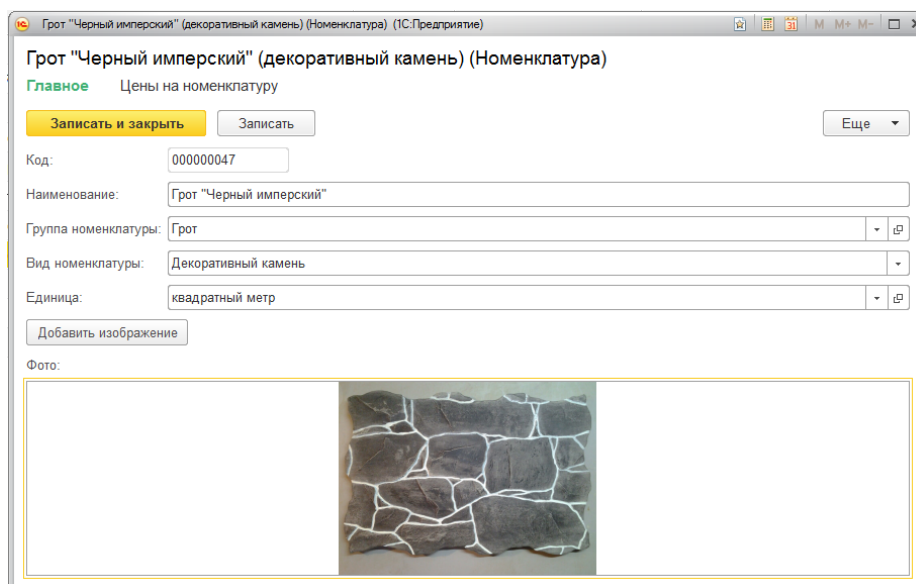 Грот "Черный имперский" (декоративный камень) (Номенклатура) (1С:Предприятие)
M M+ M-
31
Грот "Черный имперский" (декоративный камень) (Номенклатура)
Главное Цены на номенклатуру
Записать и закрыть Записать Еще
Код: 000000047
Наименование: Грот "Черный имперский"
Группа номенклатуры: Грот
Вид номенклатуры: Декоративный камень
Единица: квадратный метр
Добавить изображение
Фото: